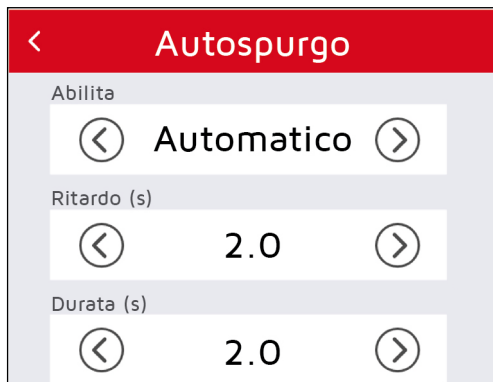 Autospurgo
Abilita
Automatico
Ritardo (s)
2.0
Durata (s)
2.0